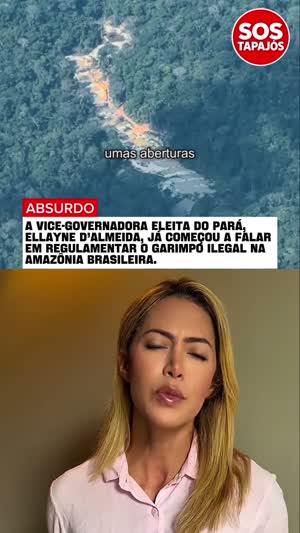 SOS
TAPAJÓS
umas aberturas
ABSURDO
A VICE-GOVERNADORA ELEITA DO PARÁ,
ELLAYNE D'ALMEIDA, JÁ COMEÇOU A FALAR
EM REGULAMENTAR O GARIMPO ILEGAL NA
AMAZÔNIA BRASILEIRA.